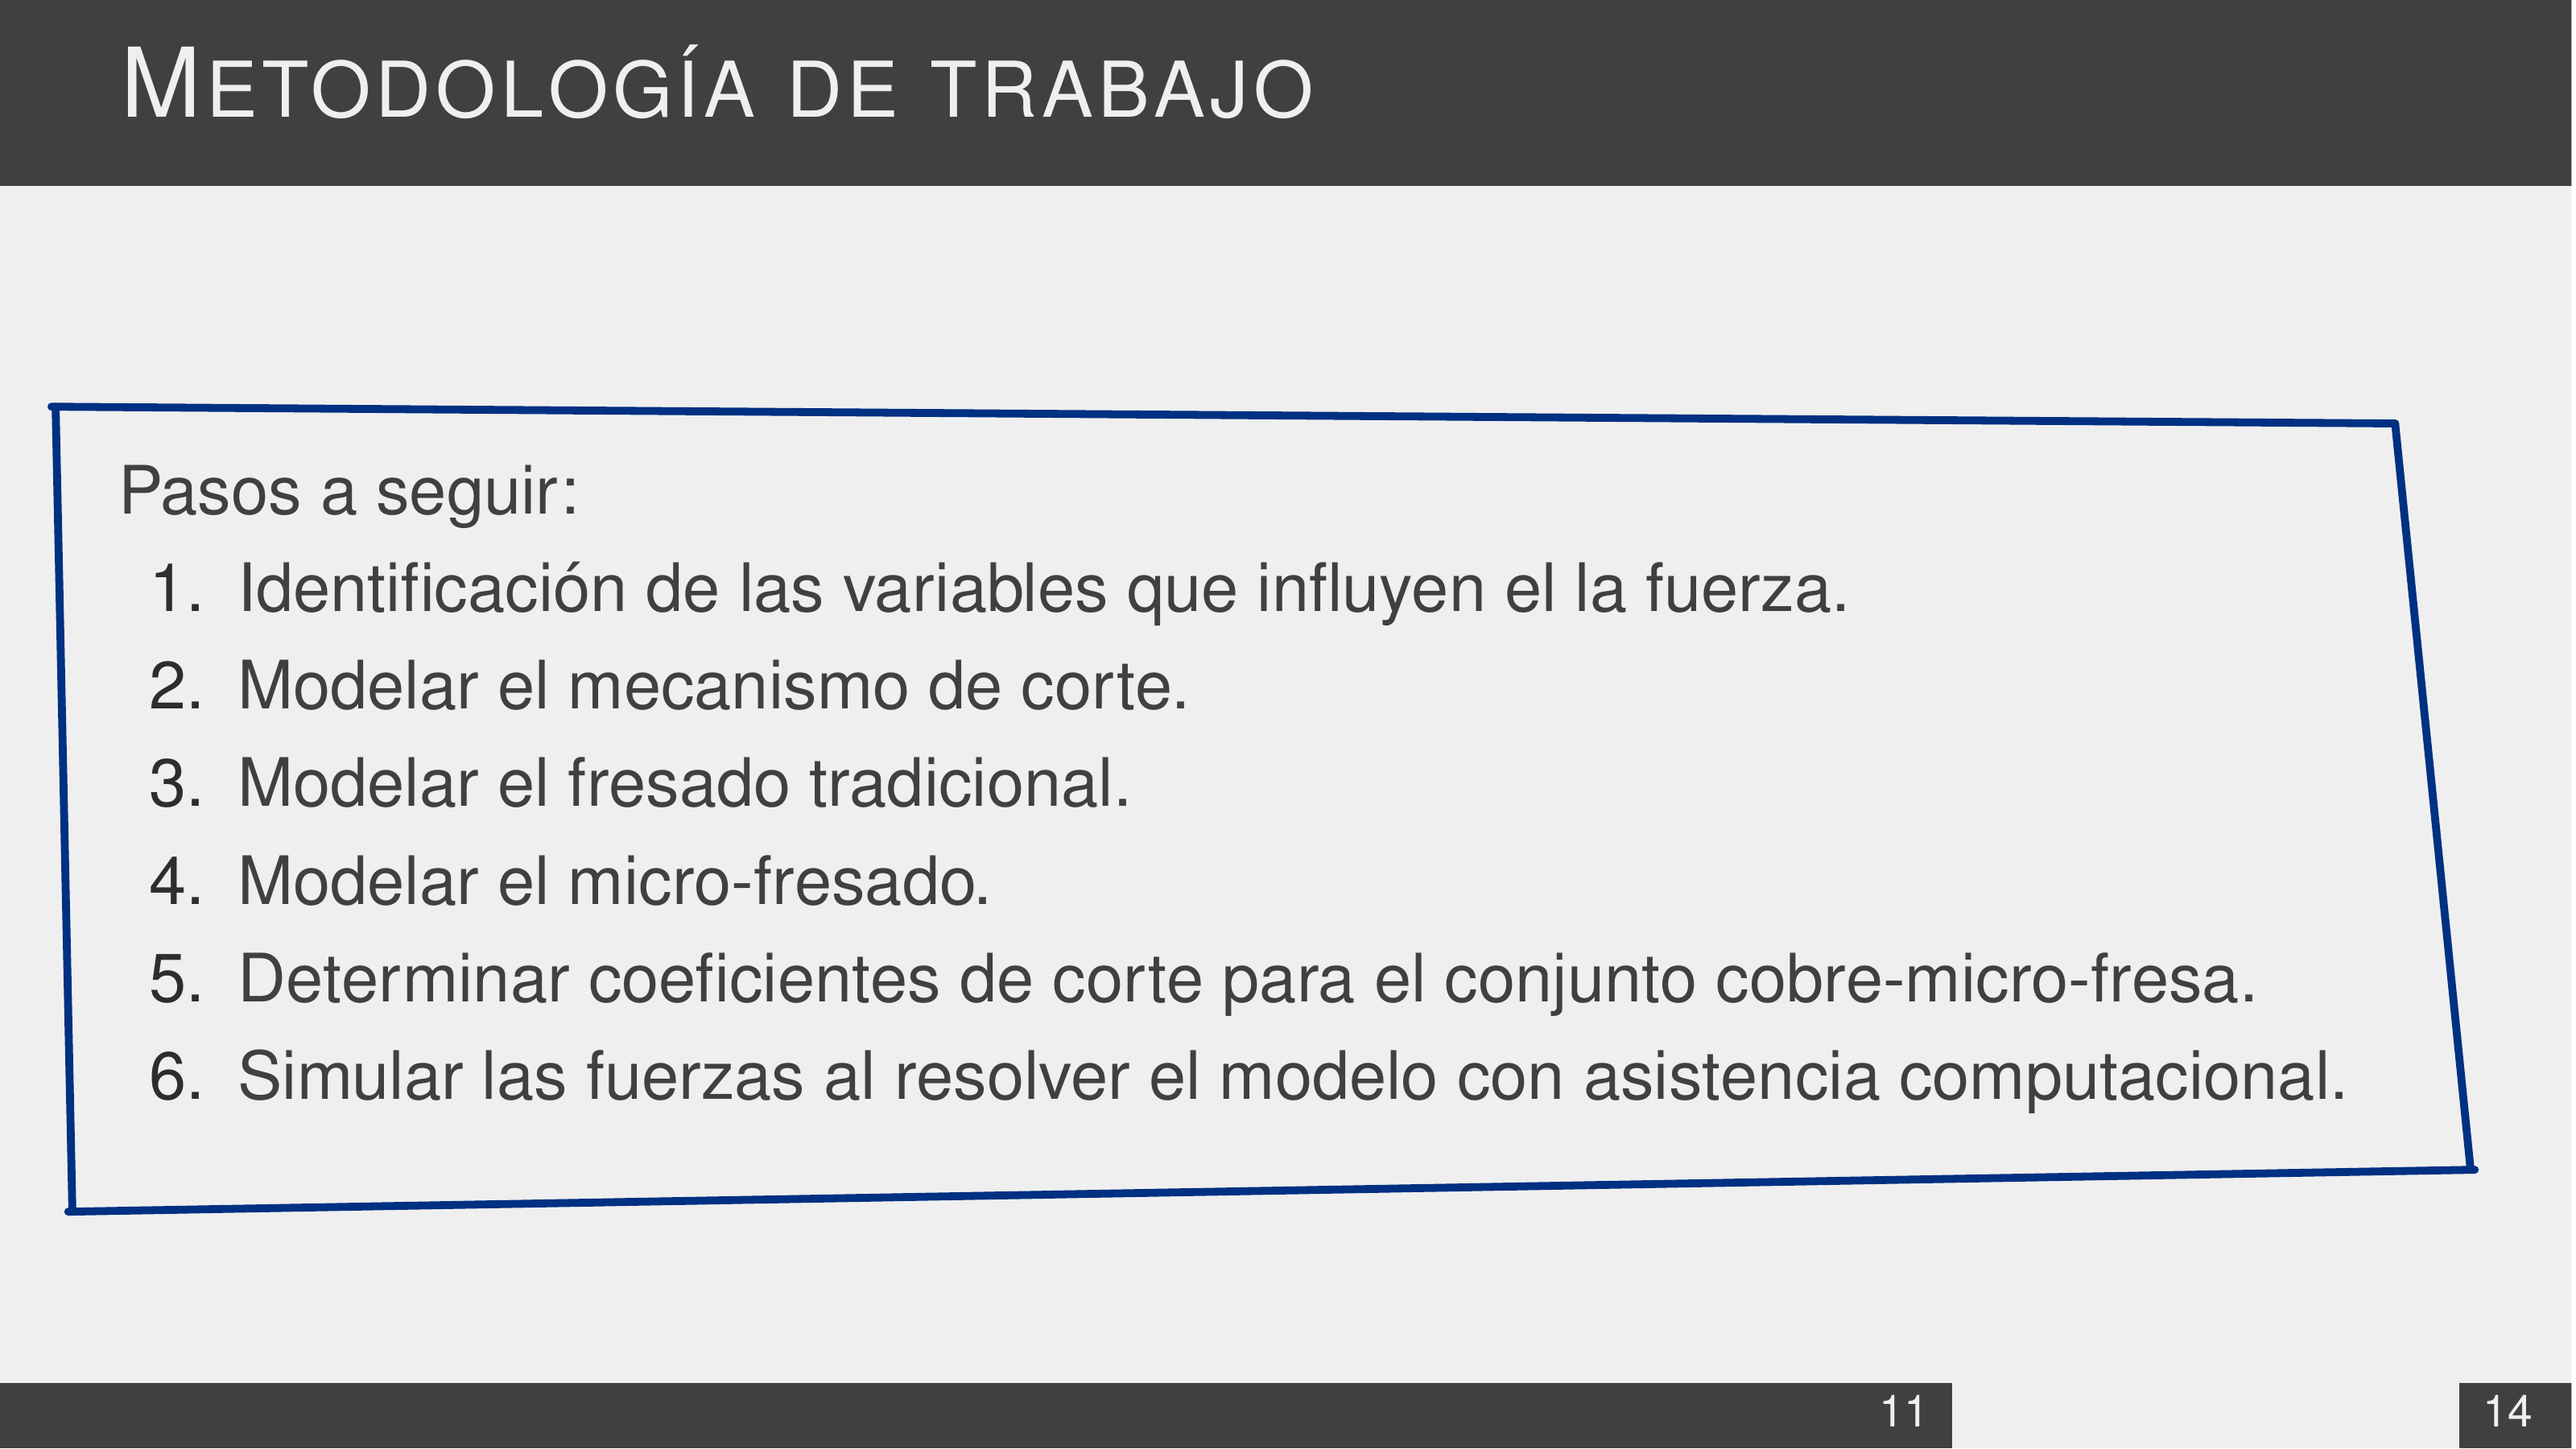 METODOLOGÍA DE TRABAJO
Pasos a seguir:
1. Identificación de las variables que influyen el la fuerza.
2. Modelar el mecanismo de corte.
3. Modelar el fresado tradicional.
4. Modelar el micro-fresado.
5. Determinar coeficientes de corte para el conjunto cobre-micro-fresa.
6. Simular las fuerzas al resolver el modelo con asistencia computacional.
11 14